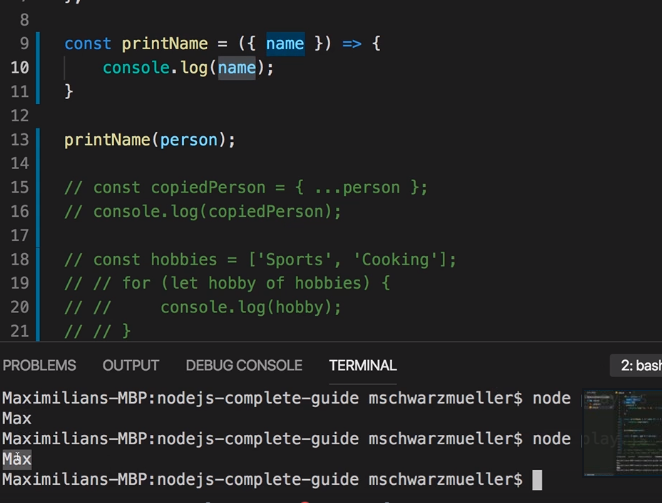 8
9 const printName = ({ name }) => {
10 console.log(name);
11 }
12
13 printName(person);
14
15 // const copiedPerson = { ...person };
16 // console.log(copiedPerson);
17
18 // const hobbies = ['Sports', 'Cooking'];
19 // // for (let hobby of hobbies) {
20 // // console.log(hobby);
21 // // }
PROBLEMS OUTPUT DEBUG CONSOLE TERMINAL 2: bash
Maximilians-MBP:nodejs-complete-guide mschwarzmueller$ node
Max
Maximilians-MBP:nodejs-complete-guide mschwarzmueller$ node play
Max
Maximilians-MBP:nodejs-complete-guide mschwarzmueller$